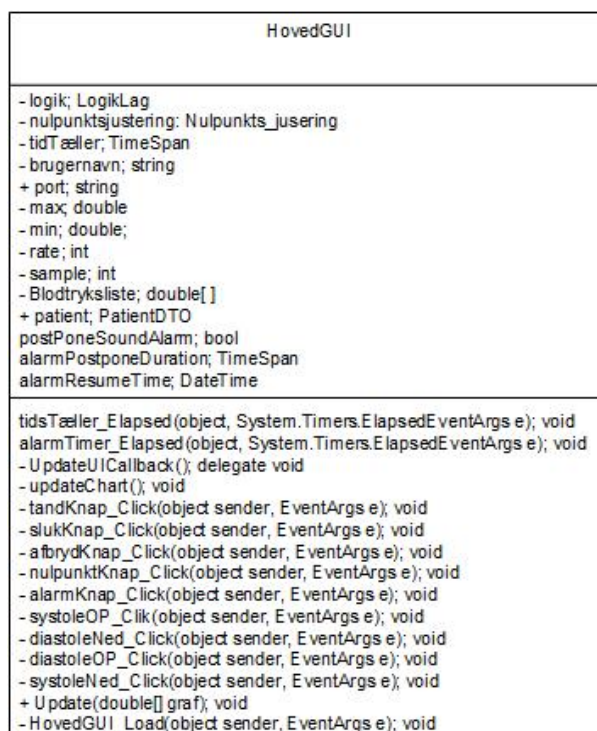 HovedGUI
- logik; LogikLag
- nulpunktsjustering: Nulpunkts_jusering
- tidTæller; TimeSpan
- brugernavn; string
+ port; string
- max; double
- min; double;
- rate; int
- sample; int
- Blodtryksliste; double[ ]
+ patient; PatientDTO
postPoneSoundAlarm; bool
alarmPostponeDuration; TimeSpan
alarmResumeTime; DateTime
tidsTæller_Elapsed(object, System.Timers.ElapsedEventArgs e); void
alarmTimer_Elapsed(object, System.Timers.ElapsedEventArgs e); void
- UpdateUICallback(); delegate void
- updateChart(); void
- tandKnap_Click(object sender, EventArgs e); void
- slukKnap_Click(object sender, EventArgs e); void
- afbrydKnap_Click(object sender, EventArgs e); void
- nulpunktKnap_Click(object sender, EventArgs e); void
- alarmKnap_Click(object sender, EventArgs e); void
- systoleOP_Clik(object sender, EventArgs e); void
- diastoleNed_Click(object sender, EventArgs e); void
- diastoleOP_Click(object sender, EventArgs e); void
- systoleNed_Click(object sender, EventArgs e); void
+ Update(double[] graf); void
- HovedGUI_Load(object sender, EventArgs e); void